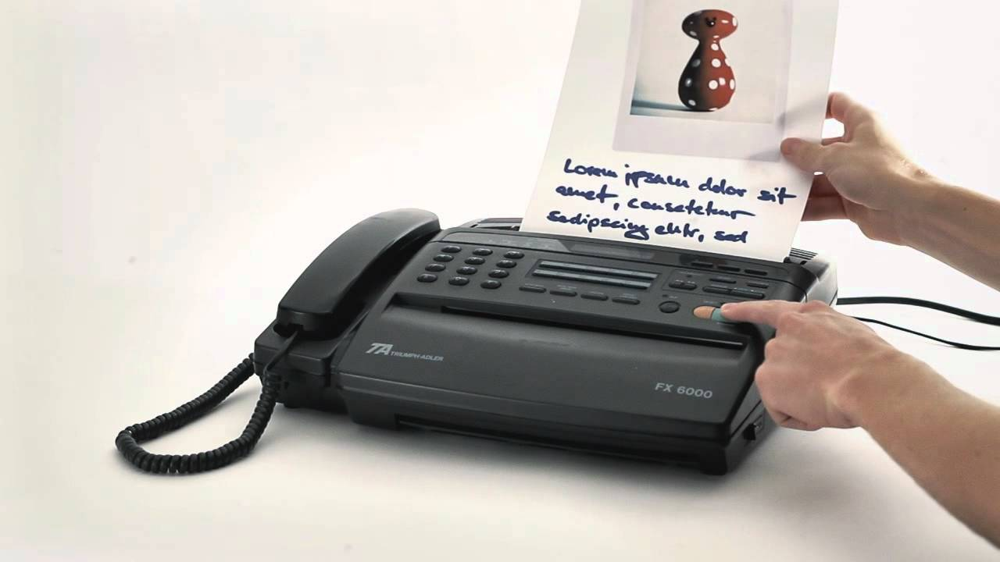 Lorem ipsum dolor sit
amet, consetetur
sadipscing elitr, sed
TA TRIUMPH-ADLER
FX 6000